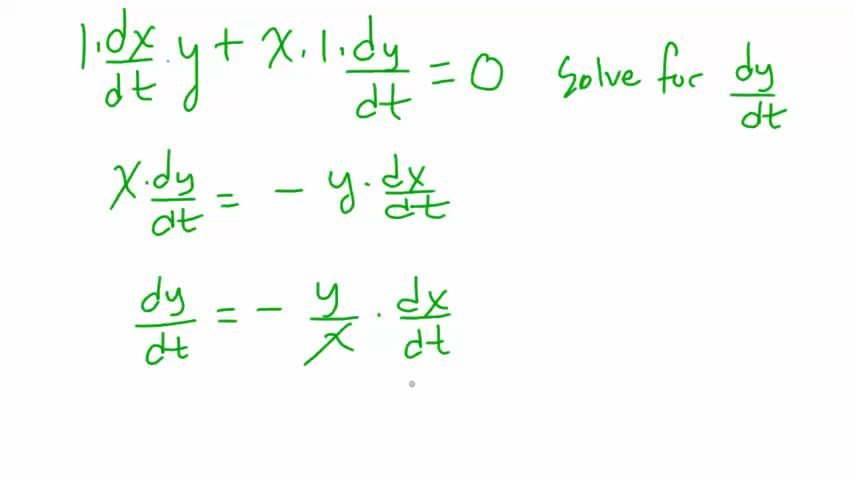 1·dx/dt·y + x·1·dy/dt = 0 Solve for dy/dt
x·dy/dt = - y·dx/dt
dy/dt = - y/x · dx/dt